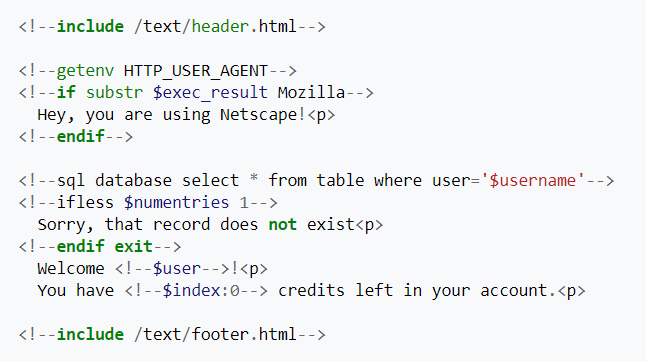 <!--include /text/header.html-->
<!--getenv HTTP_USER_AGENT-->
<!--if substr $exec_result Mozilla-->
Hey, you are using Netscape!<p>
<!--endif-->
<!--sql database select * from table where user='$username'-->
<!--ifless $numentries 1-->
Sorry, that record does not exist<p>
<!--endif exit-->
Welcome <!--$user-->!<p>
You have <!--$index:0--> credits left in your account.<p>
<!--include /text/footer.html-->